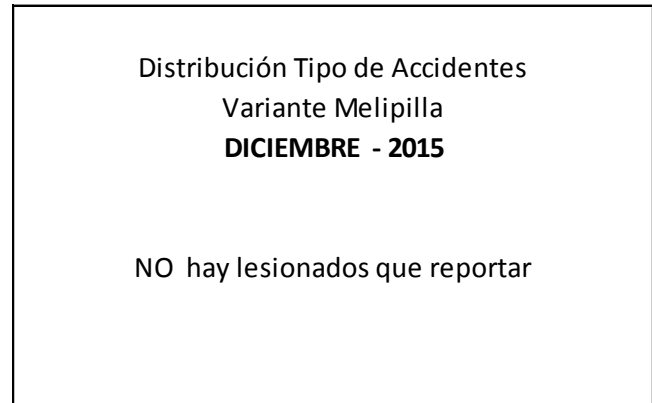 Distribución Tipo de Accidentes
Variante Melipilla
DICIEMBRE - 2015
NO hay lesionados que reportar